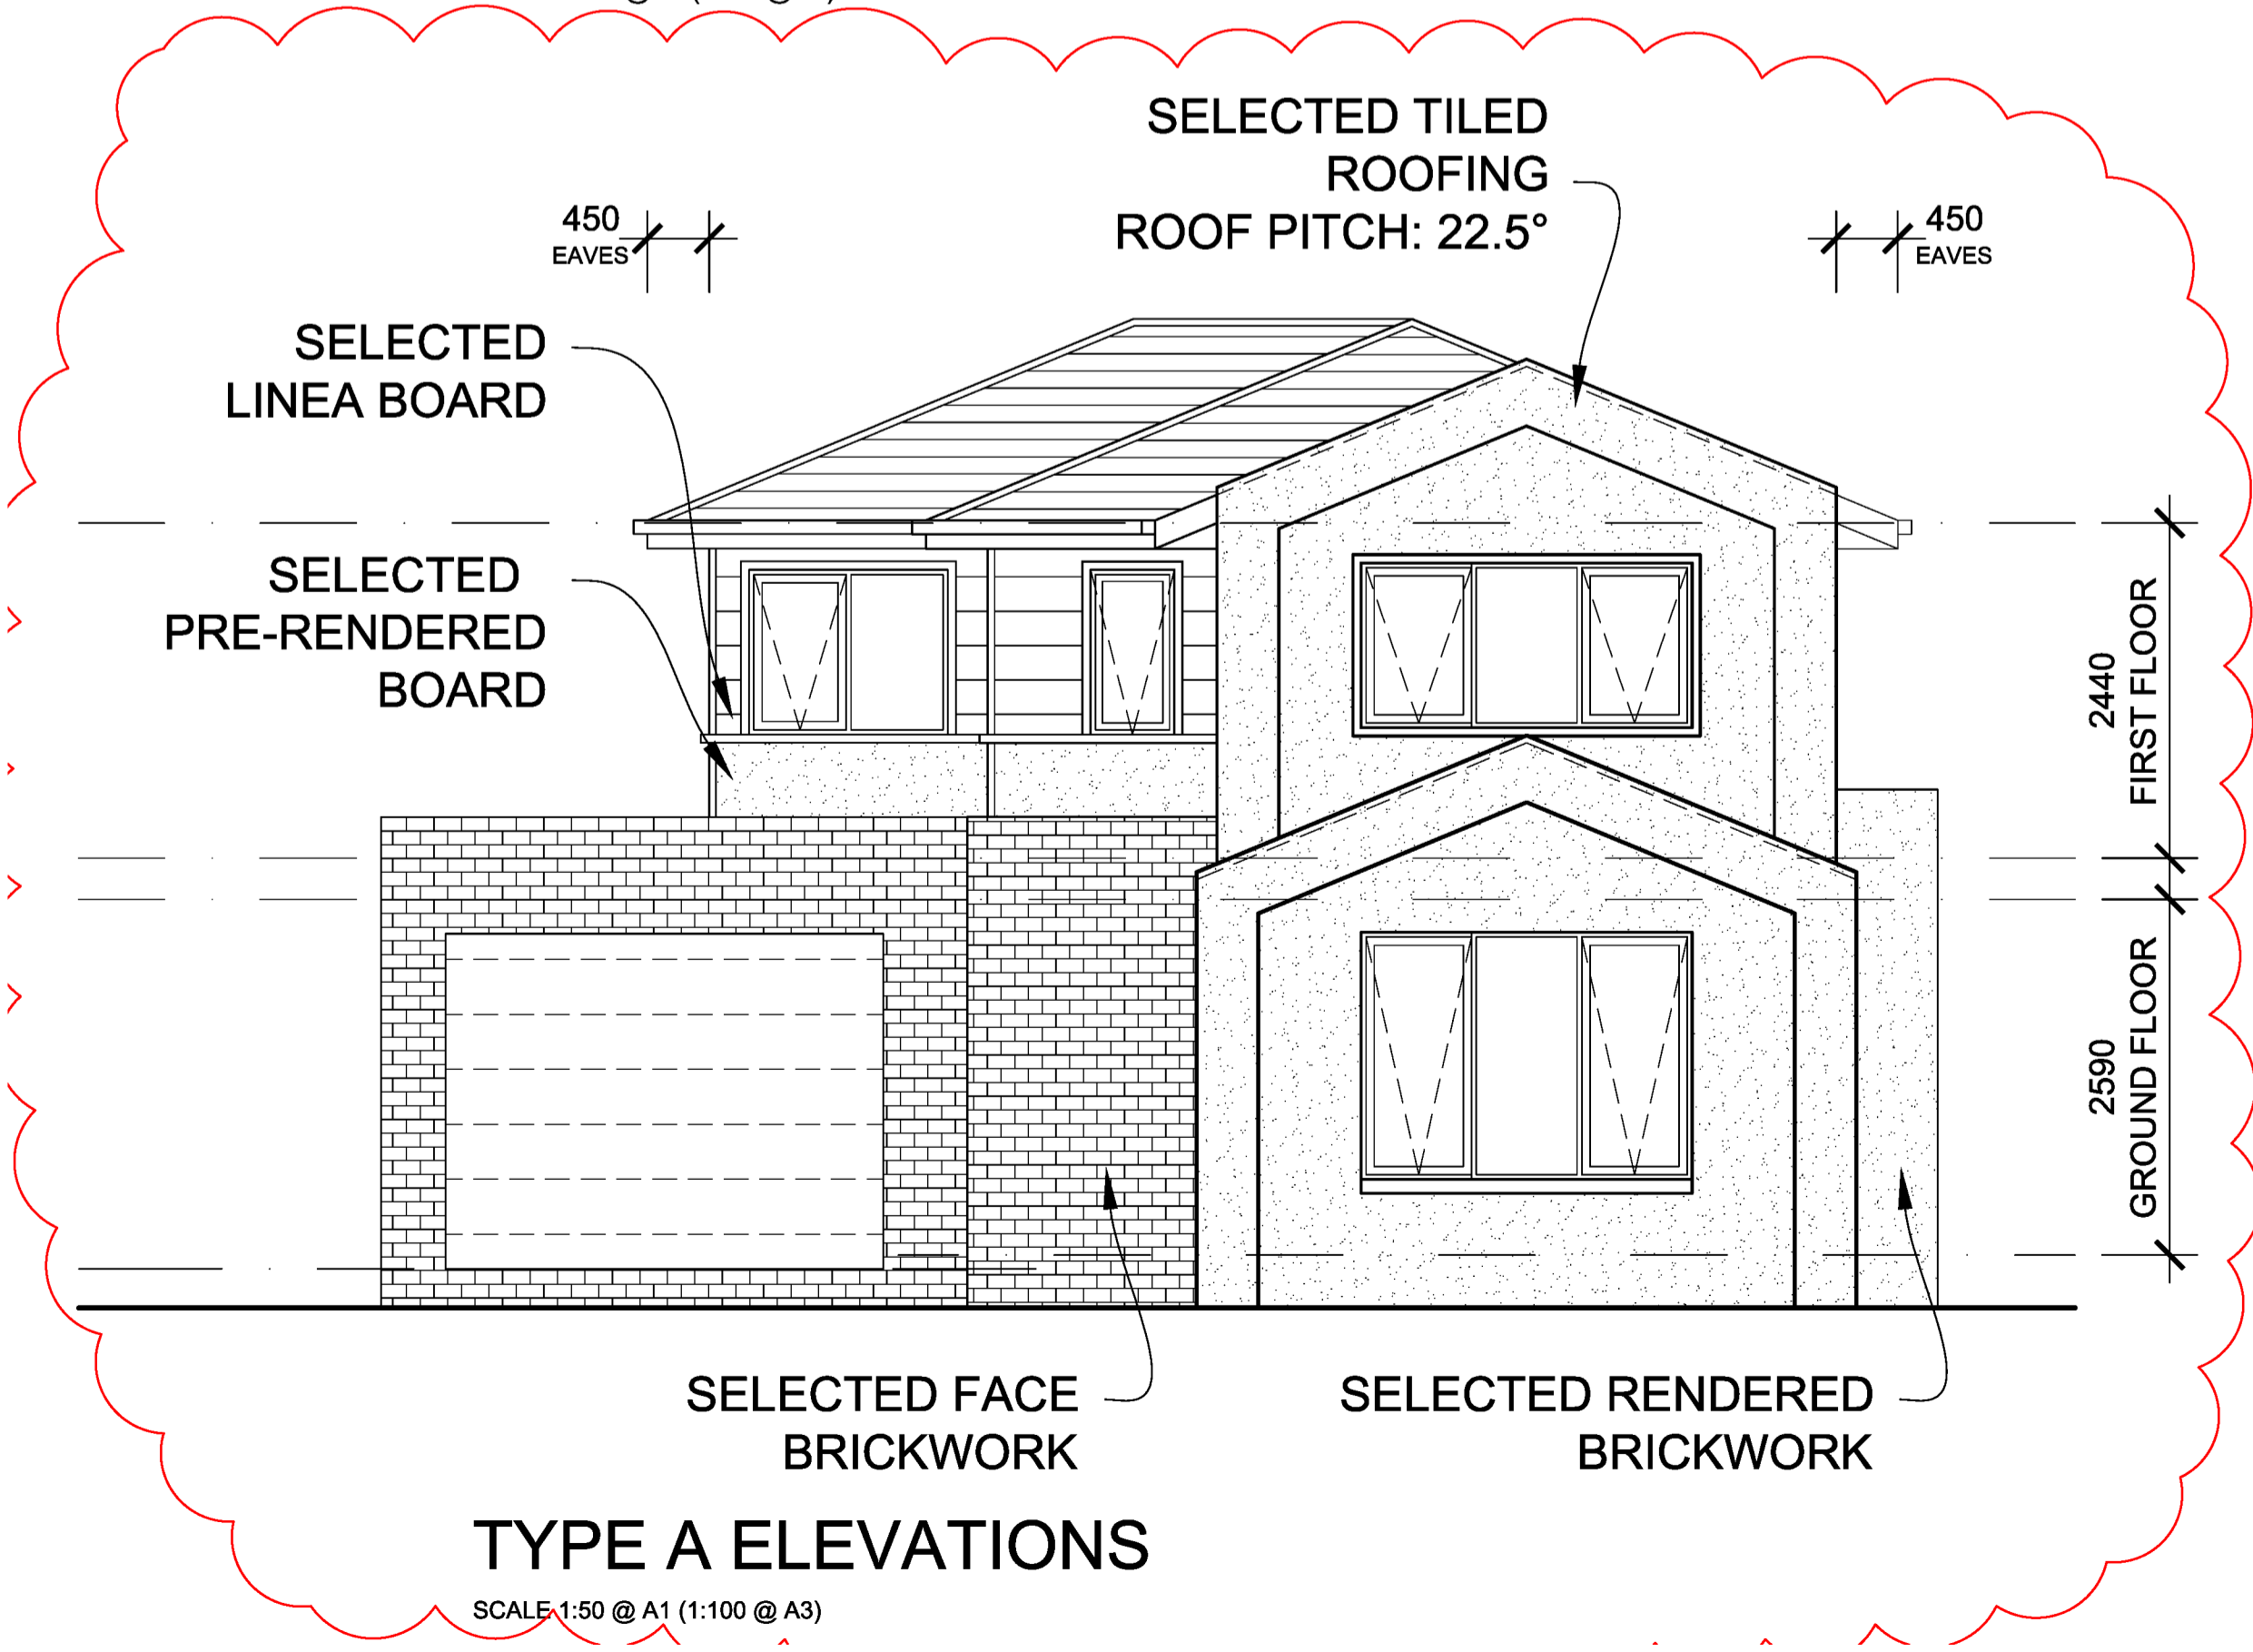 SELECTED TILED
ROOFING
ROOF PITCH: 22.5°
450
EAVES
450
EAVES
SELECTED
LINEA BOARD
SELECTED
PRE-RENDERED
BOARD
2440
FIRST FLOOR
2590
GROUND FLOOR
SELECTED FACE
BRICKWORK
SELECTED RENDERED
BRICKWORK
TYPE A ELEVATIONS
SCALE 1:50 @ A1 (1:100 @ A3)